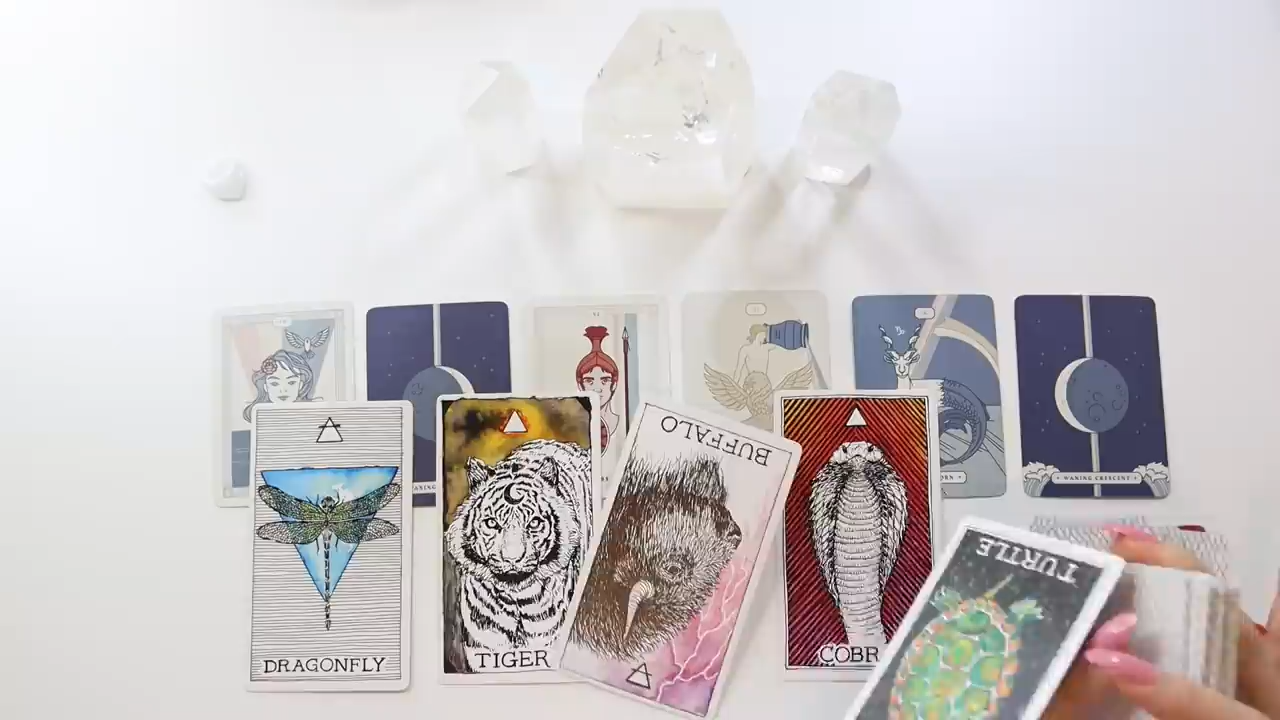 WANING CRESCENT
BUFFALO
TURTLE
DRAGONFLY
TIGER
COBR